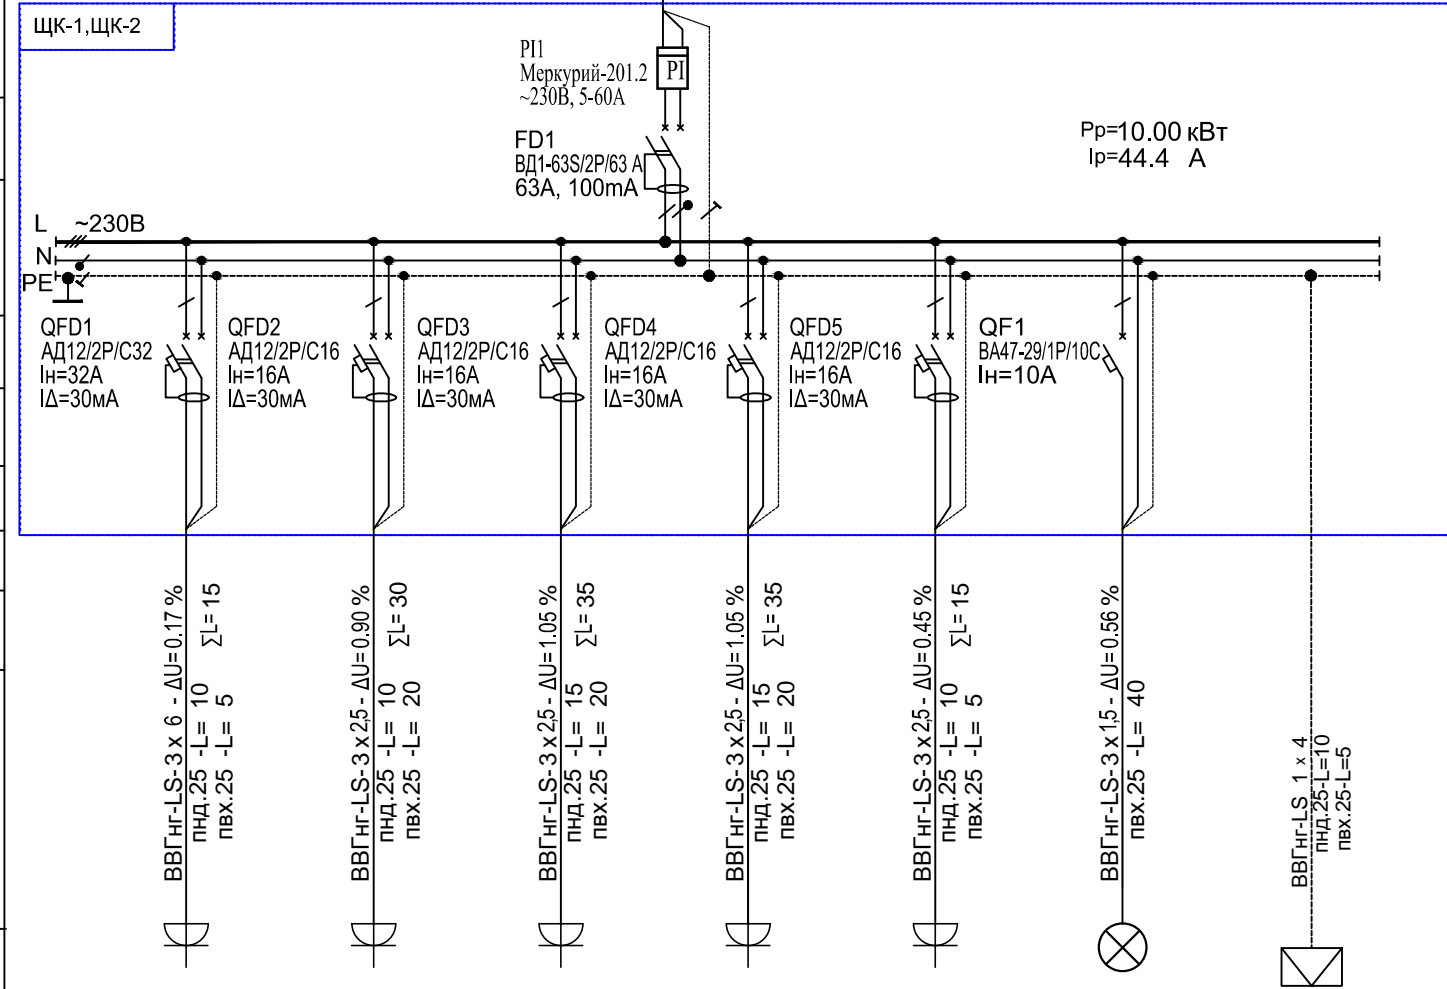 ЩК-1,ЩК-2
PI1
Меркурий-201.2
~230В, 5-60А
PI
FD1
ВД1-63S/2P/63 А
63А, 100mA
Рр=10.00 кВт
Iр=44.4 А
L ~230В
N
PE
QFD1
АД12/2Р/С32
Iн=32А
IΔ=30мА
QFD2
АД12/2Р/С16
Iн=16А
IΔ=30мА
QFD3
АД12/2Р/С16
Iн=16А
IΔ=30мА
QFD4
АД12/2Р/С16
Iн=16А
IΔ=30мА
QFD5
АД12/2Р/С16
Iн=16А
IΔ=30мА
QF1
ВА47-29/1Р/10С
Iн=10А
ВВГнг-LS- 3 х 6 - ΔU= 0.17 %
пнд.25 -L= 10 ΣL= 15
пвх.25 -L= 5
ВВГнг-LS- 3 х 2,5 - ΔU= 0.90 %
пнд.25 -L= 10 ΣL= 30
пвх.25 -L= 20
ВВГнг-LS- 3 х 2,5 - ΔU= 1.05 %
пнд.25 -L= 15 ΣL= 35
пвх.25 -L= 20
ВВГнг-LS- 3 х 2,5 - ΔU= 1.05 %
пнд.25 -L= 15 ΣL= 35
пвх.25 -L= 20
ВВГнг-LS- 3 х 2,5 - ΔU= 0.45 %
пнд.25 -L= 10 ΣL= 15
пвх.25 -L= 5
ВВГнг-LS- 3 х 1,5 - ΔU= 0.56 %
пвх.25 -L= 40
ВВГнг-LS 1 х 4
пнд.25-L=10
пвх.25-L=5